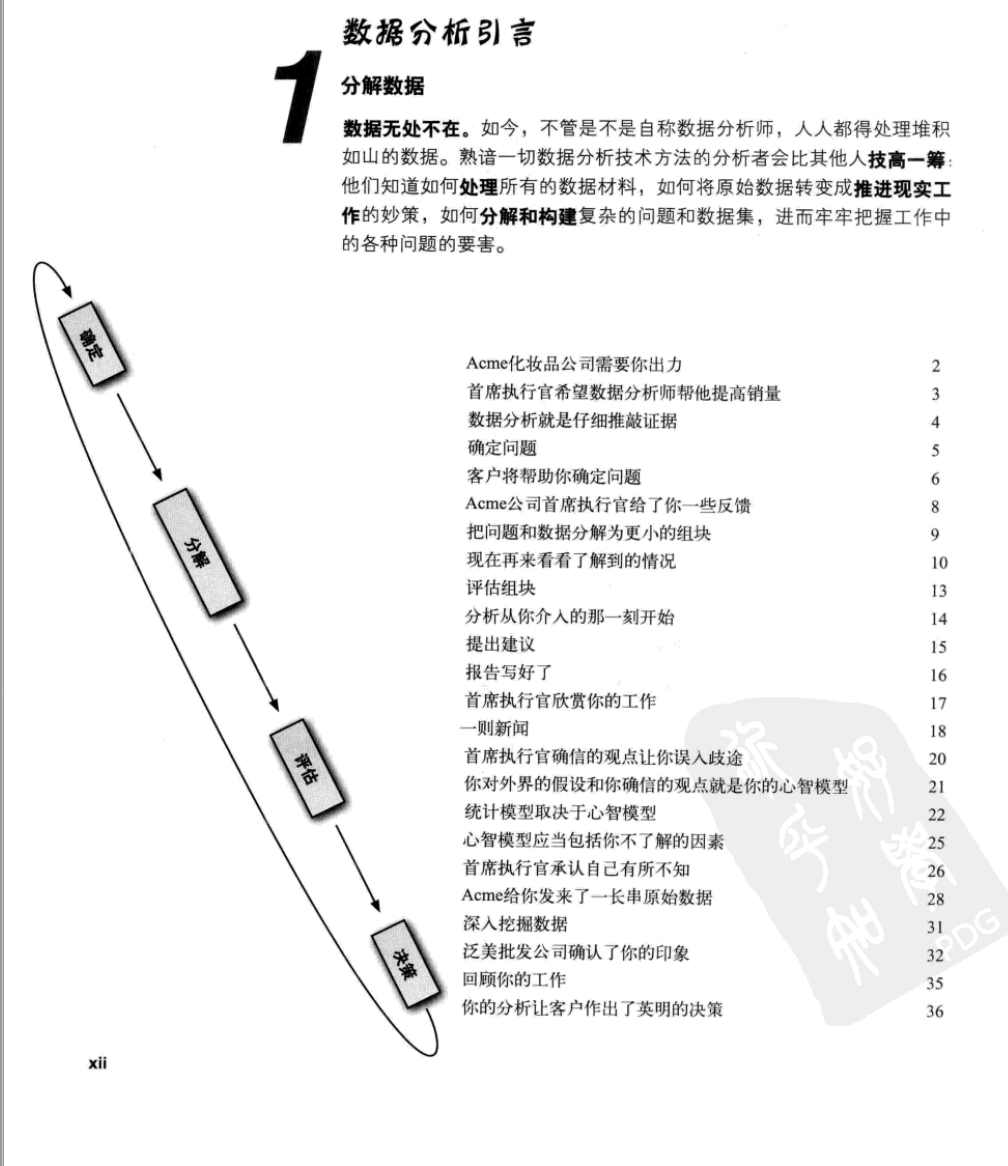 数据分析引言
1
分解数据
数据无处不在。如今，不管是不是自称数据分析师，人人都得处理堆积
如山的数据。熟谙一切数据分析技术方法的分析者会比其他人技高一筹：
他们知道如何处理所有的数据材料，如何将原始数据转变成推进现实工
作的妙策，如何分解和构建复杂的问题和数据集，进而牢牢把握工作中
的各种问题的要害。
确定
分解
评估
决策
Acme化妆品公司需要你出力 2
首席执行官希望数据分析师帮他提高销量 3
数据分析就是仔细推敲证据 4
确定问题 5
客户将帮助你确定问题 6
Acme公司首席执行官给了你一些反馈 8
把问题和数据分解为更小的组块 9
现在再来看看了解到的情况 10
评估组块 13
分析从你介入的那一刻开始 14
提出建议 15
报告写好了 16
首席执行官欣赏你的工作 17
一则新闻 18
首席执行官确信的观点让你误入歧途 20
你对外界的假设和你确信的观点就是你的心智模型 21
统计模型取决于心智模型 22
心智模型应当包括你不了解的因素 25
首席执行官承认自己有所不知 26
Acme给你发来了一长串原始数据 28
深入挖掘数据 31
泛美批发公司确认了你的印象 32
回顾你的工作 35
你的分析让客户作出了英明的决策 36
PDG
xii